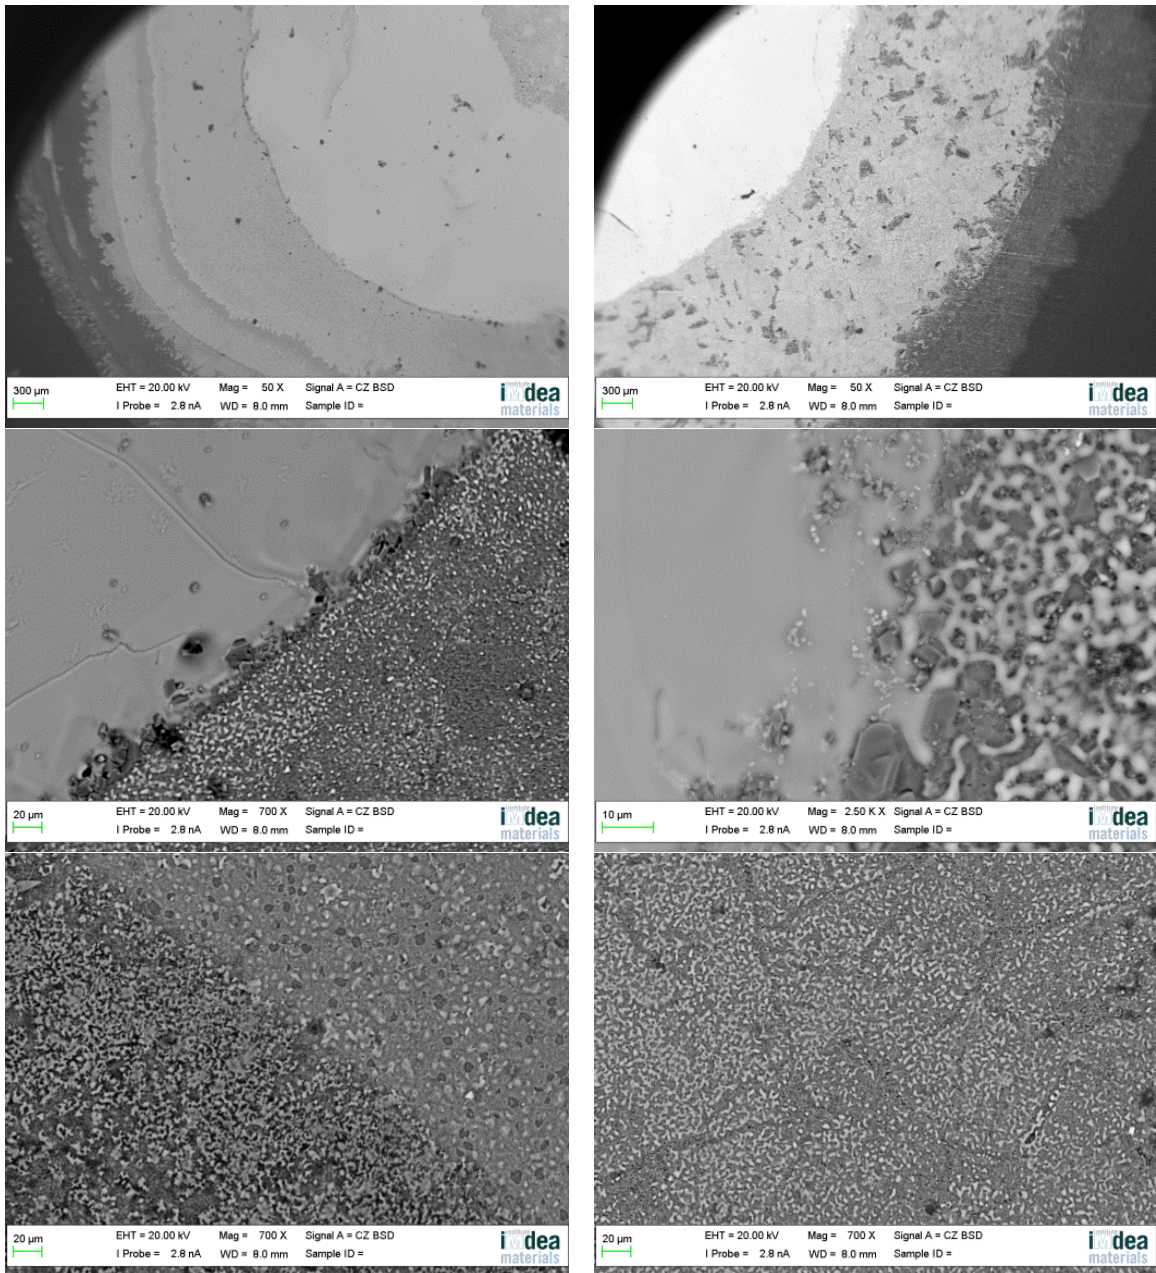 300 µm
EHT = 20.00 kV Mag = 50 X Signal A = CZ BSD
I Probe = 2.8 nA WD = 8.0 mm Sample ID =
institute
iMdea
materials
300 µm
EHT = 20.00 kV Mag = 50 X Signal A = CZ BSD
I Probe = 2.8 nA WD = 8.0 mm Sample ID =
institute
iMdea
materials
20 µm
EHT = 20.00 kV Mag = 700 X Signal A = CZ BSD
I Probe = 2.8 nA WD = 8.0 mm Sample ID =
institute
iMdea
materials
10 µm
EHT = 20.00 kV Mag = 2.50 K X Signal A = CZ BSD
I Probe = 2.8 nA WD = 8.0 mm Sample ID =
institute
iMdea
materials
20 µm
EHT = 20.00 kV Mag = 700 X Signal A = CZ BSD
I Probe = 2.8 nA WD = 8.0 mm Sample ID =
institute
iMdea
materials
20 µm
EHT = 20.00 kV Mag = 700 X Signal A = CZ BSD
I Probe = 2.8 nA WD = 8.0 mm Sample ID =
institute
iMdea
materials